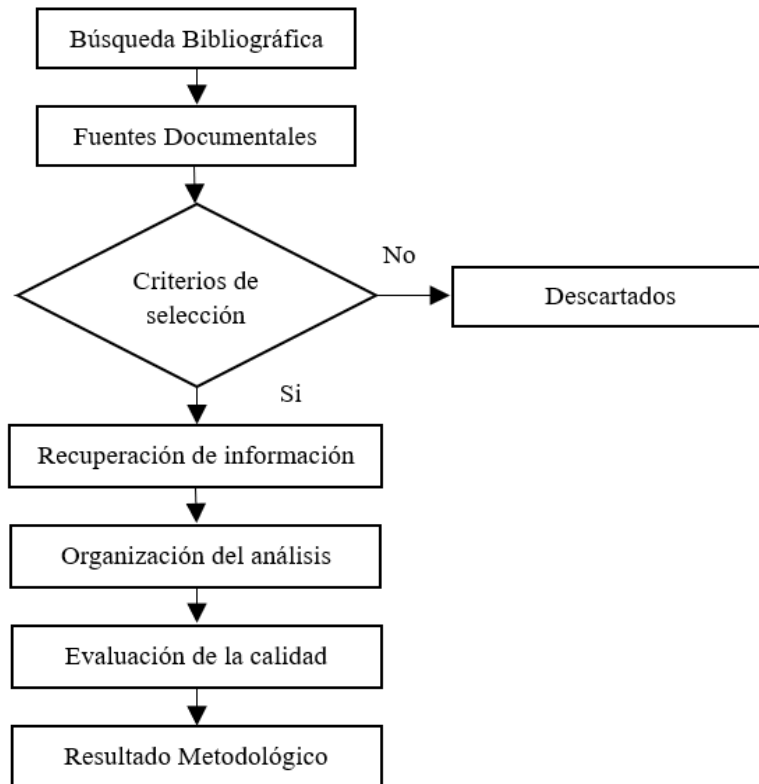 Búsqueda Bibliográfica
Fuentes Documentales
Criterios de
selección
No
Descartados
Si
Recuperación de información
Organización del análisis
Evaluación de la calidad
Resultado Metodológico